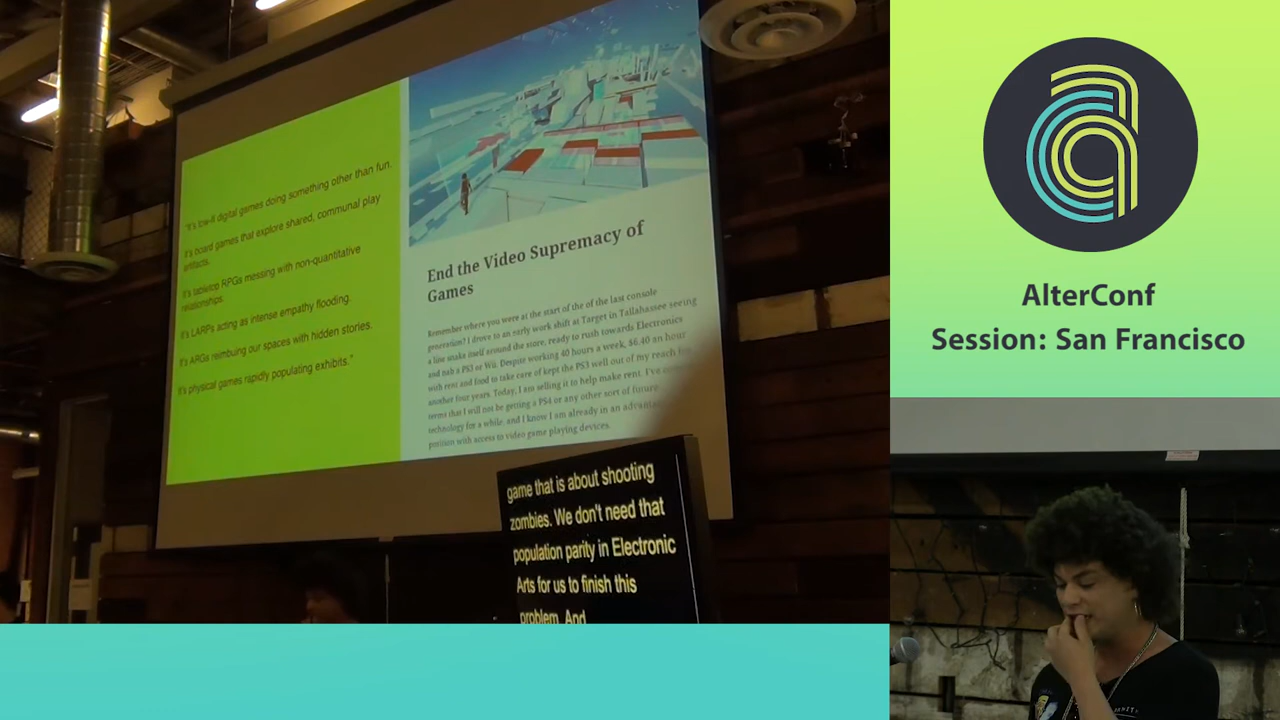 "It's low-fi digital games doing something other than fun.
It's board games that explore shared, communal play
artifacts.
It's tabletop RPGs messing with non-quantitative
relationships.
It's LARPs acting as intense empathy flooding.
It's ARGs reimbuing our spaces with hidden stories.
It's physical games rapidly populating exhibits."
End the Video Supremacy of
Games
Remember where you were at the start of the of the last console
procession? I drove to an early work shift at Target in Tallahassee seeing
a line snake itself around the store, ready to rush towards Electronics
and nab a PS3 or Wii. Despite working 40 hours a week, $6.40 an hour
with rent and food to take care of kept the PS3 well out of my reach for
another four years. Today, I am selling it to help make rent. I've
terms that I will not be getting a PS4 or any other sort of future
technology for a while, and I know I am already in an
position with access to video game playing devices.
game that is about shooting
zombies. We don't need that
population parity in Electronic
Arts for us to finish this
problem. And
AlterConf
Session: San Francisco